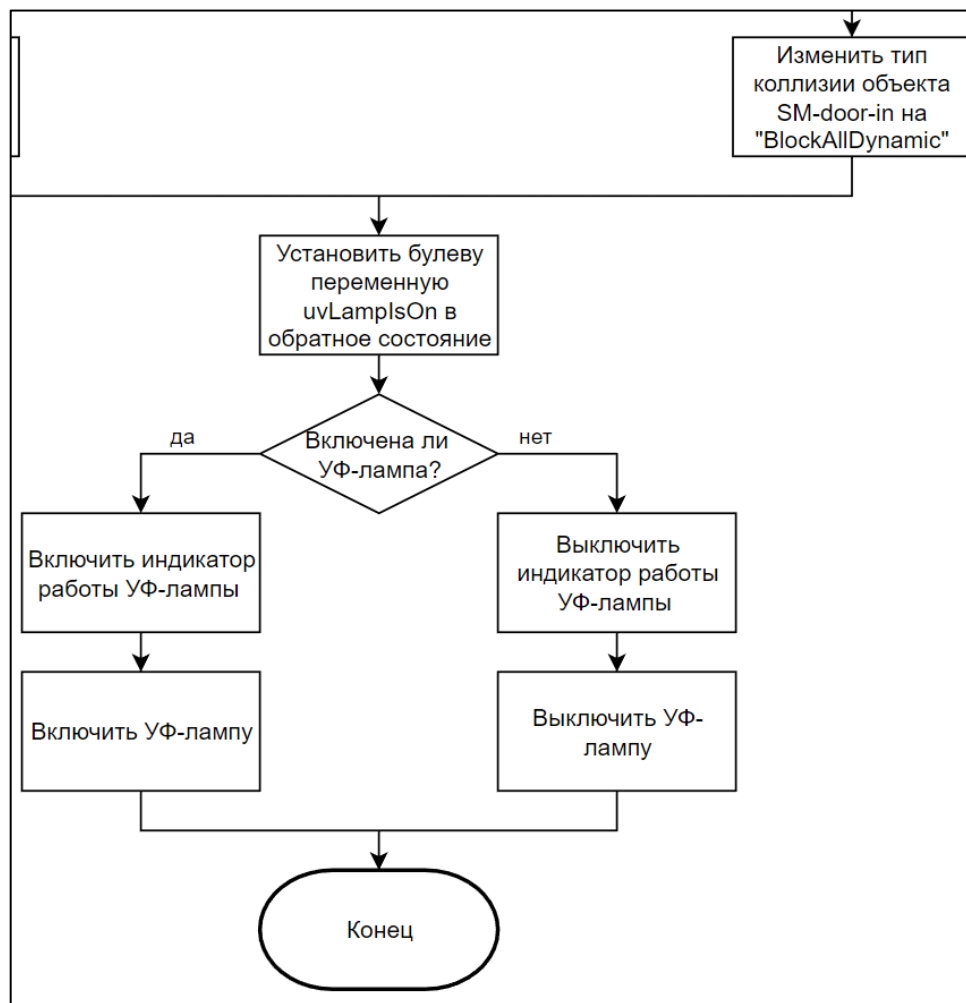 Изменить тип
коллизии объекта
SM-door-in на
"BlockAllDynamic"
Установить булеву
переменную
uvLampIsOn в
обратное состояние
Включена ли
УФ-лампа?
да
нет
Включить индикатор
работы УФ-лампы
Выключить
индикатор работы
УФ-лампы
Включить УФ-лампу
Выключить УФ-
лампу
Конец